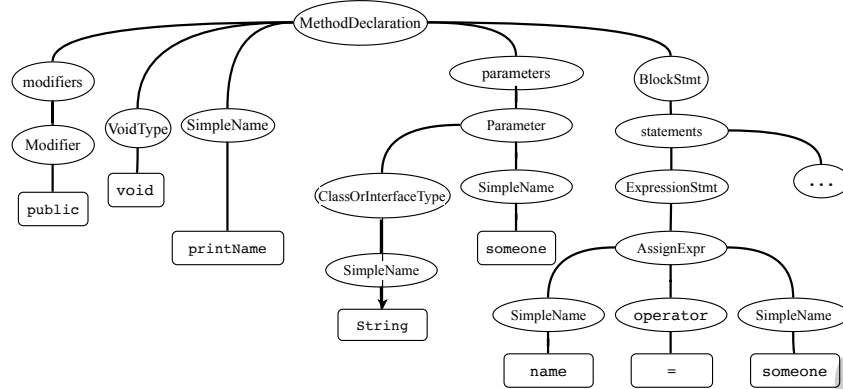 MethodDeclaration
modifiers
parameters
BlockStmt
VoidType
SimpleName
Parameter
statements
Modifier
public
void
ClassOrInterfaceType
SimpleName
ExpressionStmt
...
printName
someone
AssignExpr
SimpleName
String
SimpleName
operator
SimpleName
name
=
someone